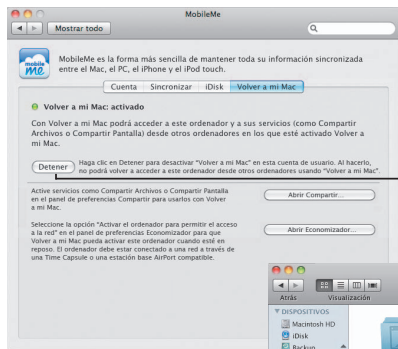 MobileMe
Mostrar todo
mobile
me
MobileMe es la forma más sencilla de mantener toda su información sincronizada
entre el Mac, el PC, el iPhone y el iPod touch.
Cuenta Sincronizar iDisk Volver a mi Mac
Volver a mi Mac: activado
Con Volver a mi Mac podrá acceder a este ordenador y a sus servicios (como Compartir
Archivos o Compartir Pantalla) desde otros ordenadores en los que esté activado Volver a
mi Mac.
Detener
Haga clic en Detener para desactivar "Volver a mi Mac" en esta cuenta de usuario. Al hacerlo,
no podrá volver a acceder a este ordenador desde otros ordenadores usando "Volver a mi Mac".
Active servicios como Compartir Archivos o Compartir Pantalla
en el panel de preferencias Compartir para usarlos con Volver
a mi Mac.
Abrir Compartir...
Seleccione la opción "Activar el ordenador para permitir el acceso
a la red" en el panel de preferencias Economizador para que
Volver a mi Mac pueda activar este ordenador cuando esté en
reposo. El ordenador debe estar conectado a una red a través de
una Time Capsule o una estación base AirPort compatible.
Abrir Economizador...
Atrás Visualización
DISPOSITIVOS
Macintosh HD
iDisk
Backup